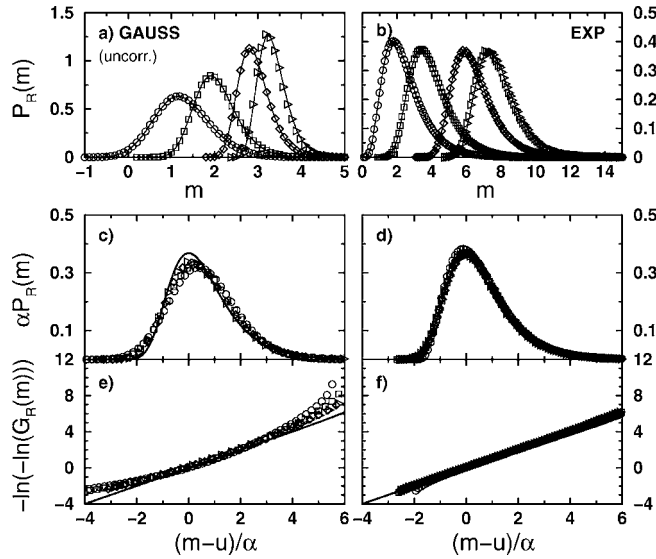 a) GAUSS
(uncorr.)
b)
EXP
P_R(m)
1.5
1
0.5
0
0.5
0.4
0.3
0.2
0.1
0
−1 0 1 2 3 4 5
0 2 4 6 8 10 12 14
m
m
c)
d)
αP_R(m)
0.5
0.3
0.1
0.5
0.3
0.1
e)
f)
−ln(−ln(G_R(m)))
12
8
4
0
−4
12
8
4
0
−4
−4 −2 0 2 4 6
−4 −2 0 2 4 6
(m−u)/α
(m−u)/α